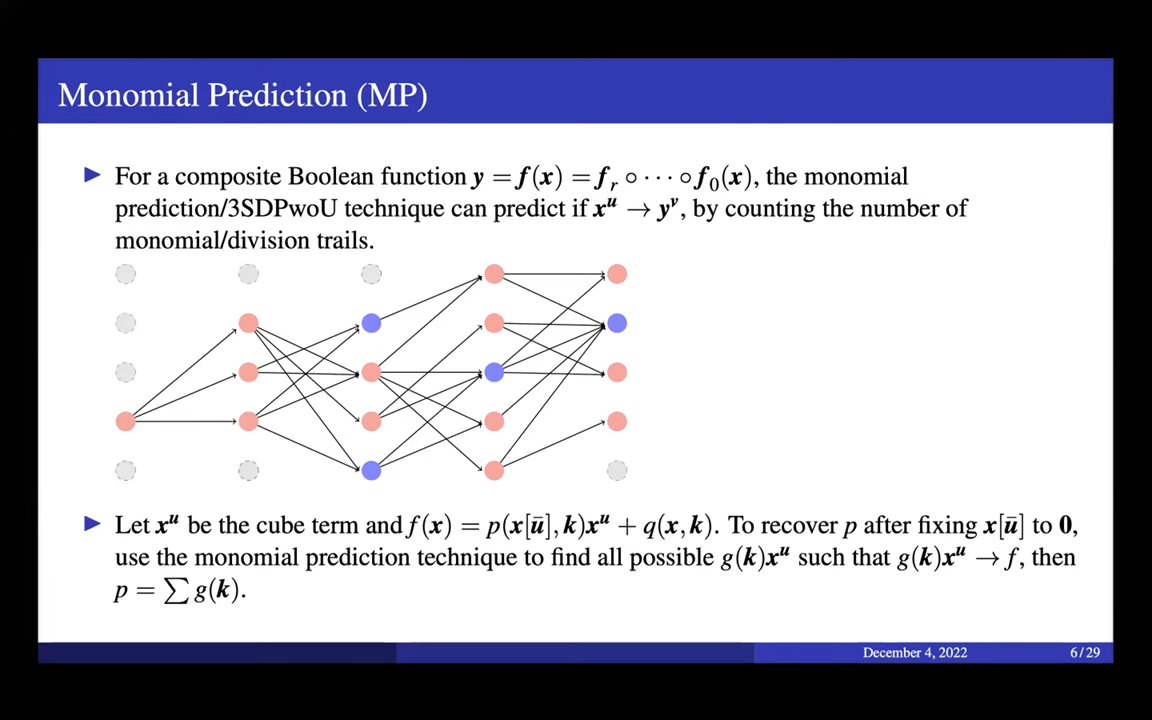 Monomial Prediction (MP)
▶ For a composite Boolean function y = f(x) = f_r ∘ ⋯ ∘ f_0(x), the monomial
prediction/3SDPwoU technique can predict if x^u → y^v, by counting the number of
monomial/division trails.
▶ Let x^u be the cube term and f(x) = p(x[ū], k)x^u + q(x, k). To recover p after fixing x[ū] to 0,
use the monomial prediction technique to find all possible g(k)x^u such that g(k)x^u → f, then
p = ∑ g(k).
December 4, 2022
6 / 29